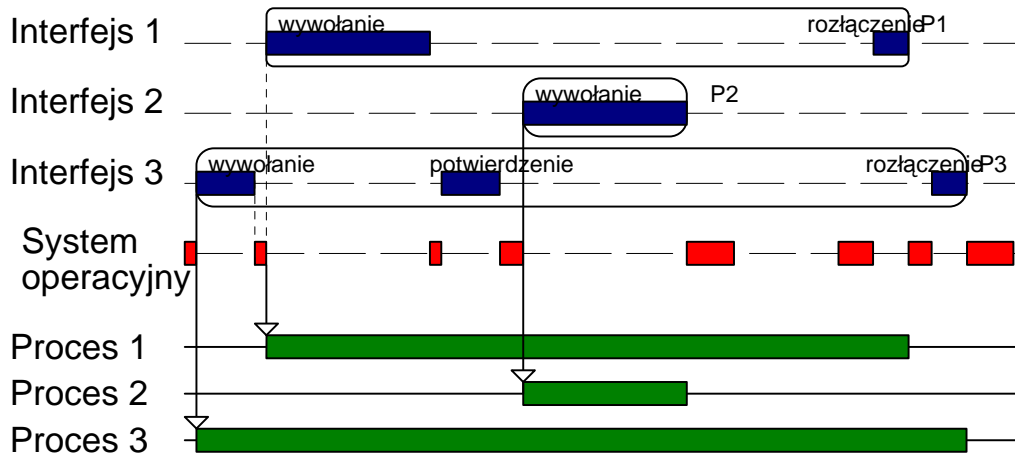 Interfejs 1
wywołanie
rozłączenie
P1
Interfejs 2
wywołanie
P2
Interfejs 3
wywołanie
potwierdzenie
rozłączenie
P3
System
operacyjny
Proces 1
Proces 2
Proces 3